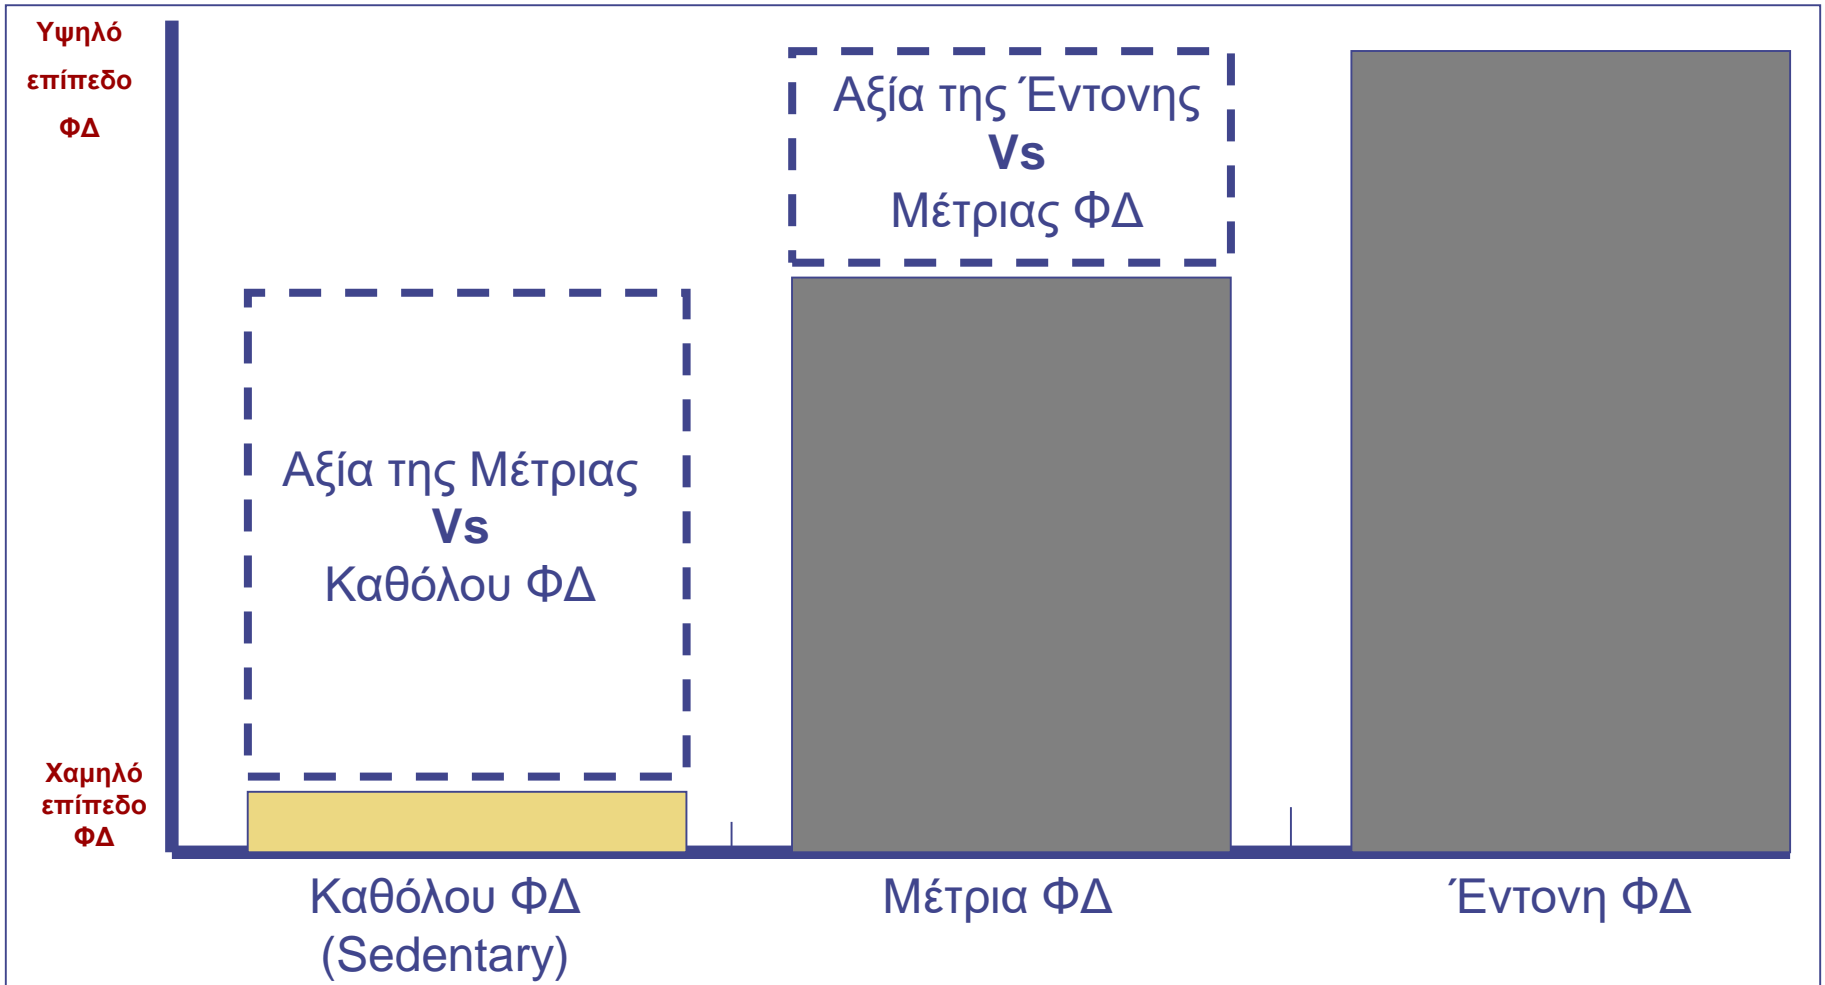 Υψηλό
επίπεδο
ΦΔ
Αξία της Έντονης
Vs
Μέτριας ΦΔ
Αξία της Μέτριας
Vs
Καθόλου ΦΔ
Χαμηλό
επίπεδο
ΦΔ
Καθόλου ΦΔ
(Sedentary)
Μέτρια ΦΔ
Έντονη ΦΔ